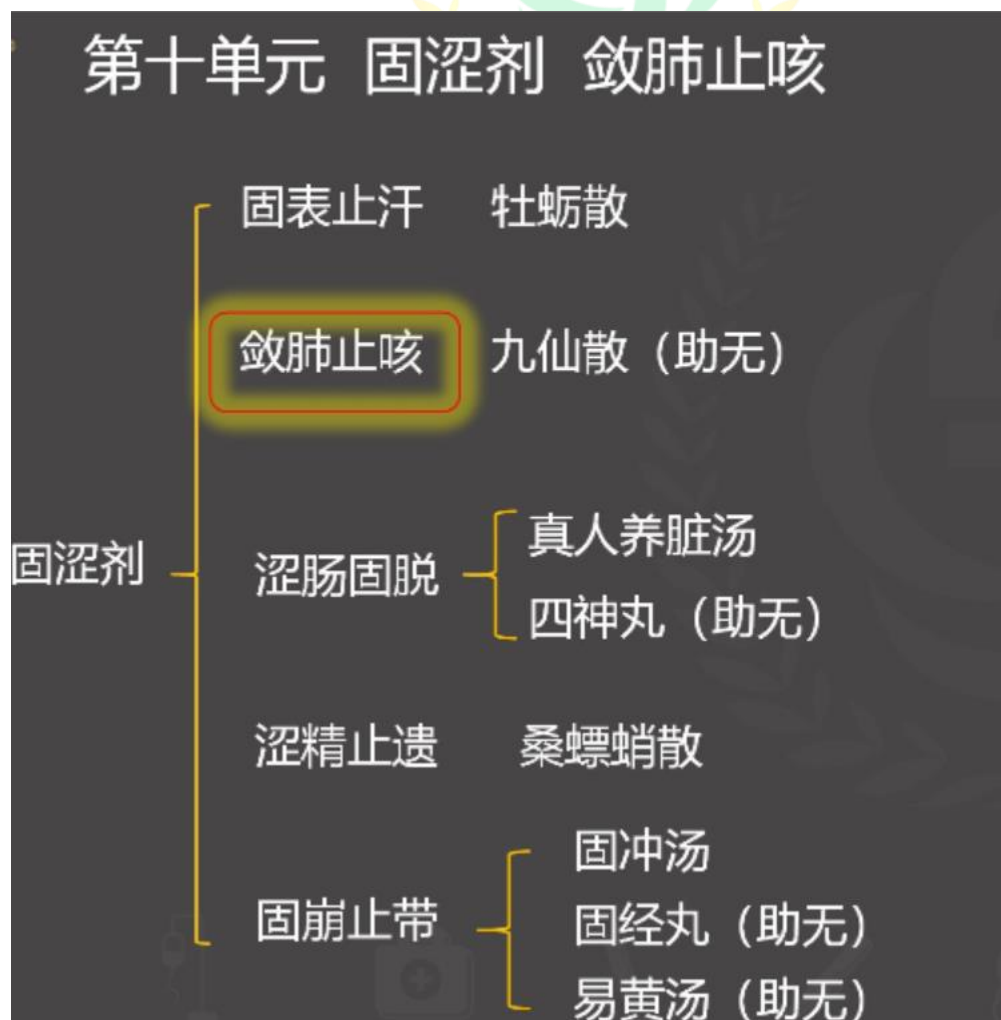 第十单元 固涩剂 敛肺止咳
固表止汗 牡蛎散
敛肺止咳 九仙散（助无）
固涩剂
涩肠固脱
真人养脏汤
四神丸（助无）
涩精止遗 桑螵蛸散
固崩止带
固冲汤
固经丸（助无）
易黄汤（助无）